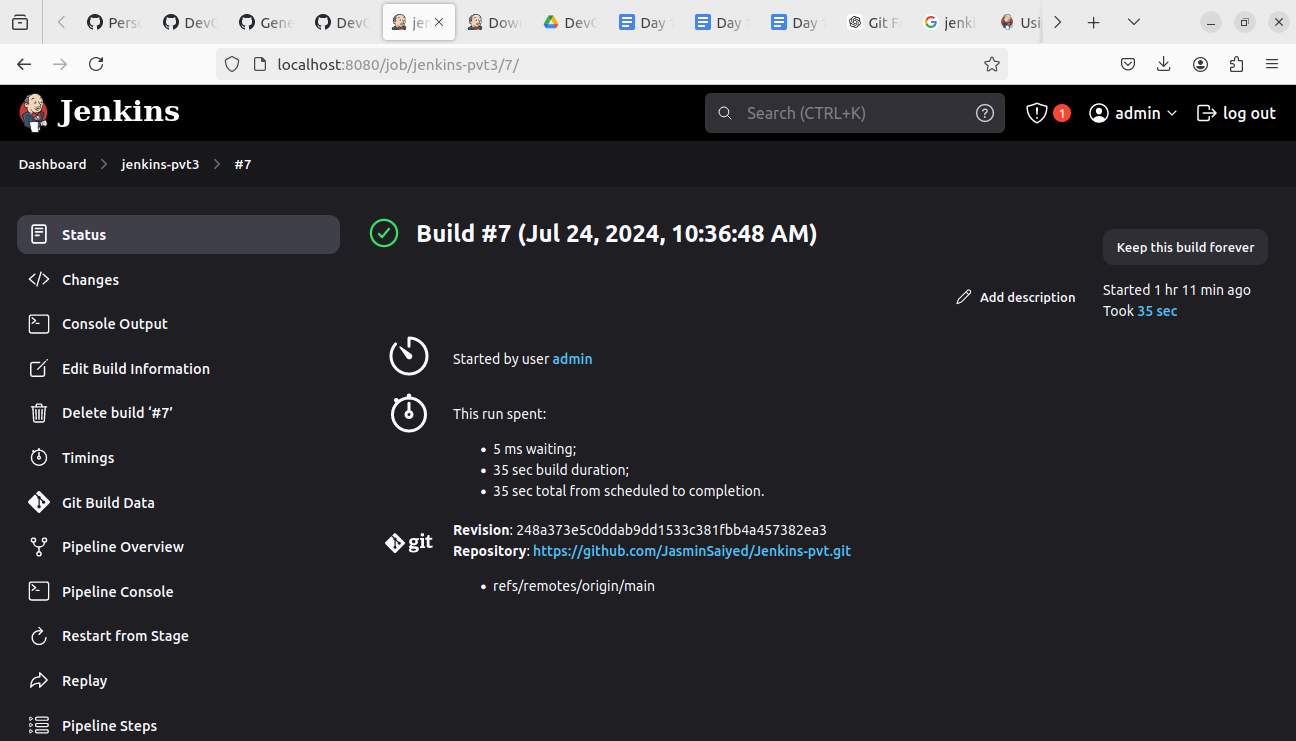 Pers
DevO
Gene
DevO
jen
Dow
DevO
Day
Day
Day
Git F
jenki
Usi
localhost:8080/job/jenkins-pvt3/7/
Jenkins
Search (CTRL+K)
1
admin
log out
Dashboard
jenkins-pvt3
#7
Status
Changes
Console Output
Edit Build Information
Delete build ‘#7’
Timings
Git Build Data
Pipeline Overview
Pipeline Console
Restart from Stage
Replay
Pipeline Steps
Build #7 (Jul 24, 2024, 10:36:48 AM)
Keep this build forever
Add description
Started 1 hr 11 min ago
Took 35 sec
Started by user admin
This run spent:
• 5 ms waiting;
• 35 sec build duration;
• 35 sec total from scheduled to completion.
git
Revision: 248a373e5c0ddab9dd1533c381fbb4a457382ea3
Repository: https://github.com/JasminSaiyed/Jenkins-pvt.git
• refs/remotes/origin/main